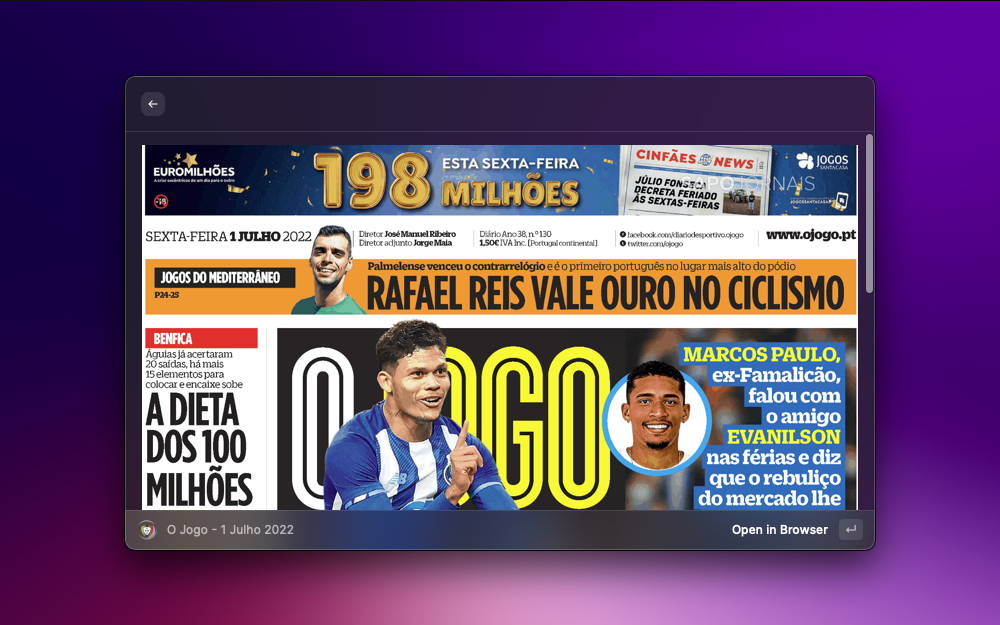 EUROMILHÕES
A criar excêntricos de um dia para o outro
-18
198
ESTA SEXTA-FEIRA
MILHÕES
CINFÃES NEWS
JÚLIO FONSECA
DECRETA FERIADO
ÀS SEXTAS-FEIRAS
SAPO JORNAIS
JOGOS
SANTACASA
JOGOSSANTACASA.PT
SEXTA-FEIRA 1 JULHO 2022
Diretor José Manuel Ribeiro
Diretor adjunto Jorge Maia
Diário Ano 38, n.º 130
1,50€ IVA Inc. [Portugal continental]
facebook.com/diariodesportivo.ojogo
twitter.com/ojogo
www.ojogo.pt
JOGOS DO MEDITERRÂNEO
P24-25
Palmelense venceu o contrarrelógio e é o primeiro português no lugar mais alto do pódio
RAFAEL REIS VALE OURO NO CICLISMO
BENFICA
Águias já acertaram
20 saídas, há mais
15 elementos para
colocar e encaixe sobe
A DIETA
DOS 100
MILHÕES
O JOGO
MARCOS PAULO,
ex-Famalicão,
falou com
o amigo
EVANILSON
nas férias e diz
que o rebuliço
do mercado lhe
O Jogo - 1 Julho 2022
Open in Browser